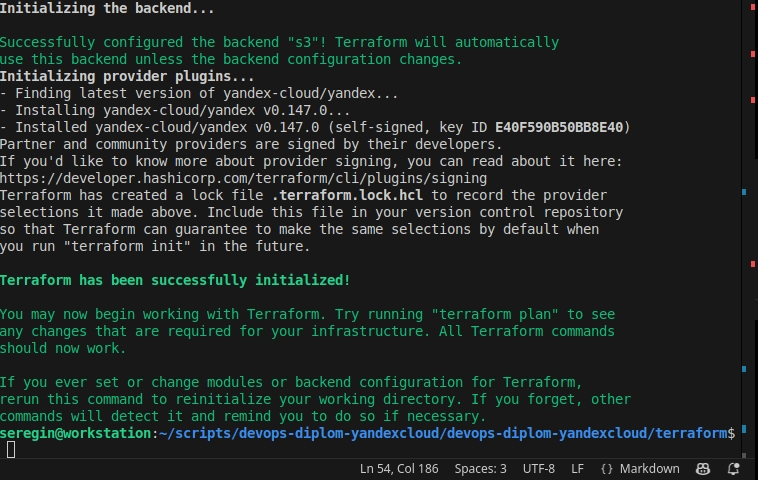 Initializing the backend...
Successfully configured the backend "s3"! Terraform will automatically
use this backend unless the backend configuration changes.
Initializing provider plugins...
- Finding latest version of yandex-cloud/yandex...
- Installing yandex-cloud/yandex v0.147.0...
- Installed yandex-cloud/yandex v0.147.0 (self-signed, key ID E40F590B50BB8E40)
Partner and community providers are signed by their developers.
If you'd like to know more about provider signing, you can read about it here:
https://developer.hashicorp.com/terraform/cli/plugins/signing
Terraform has created a lock file .terraform.lock.hcl to record the provider
selections it made above. Include this file in your version control repository
so that Terraform can guarantee to make the same selections by default when
you run "terraform init" in the future.
Terraform has been successfully initialized!
You may now begin working with Terraform. Try running "terraform plan" to see
any changes that are required for your infrastructure. All Terraform commands
should now work.
If you ever set or change modules or backend configuration for Terraform,
rerun this command to reinitialize your working directory. If you forget, other
commands will detect it and remind you to do so if necessary.
seregin@workstation:~/scripts/devops-diplom-yandexcloud/devops-diplom-yandexcloud/terraform$
Ln 54, Col 186 Spaces: 3 UTF-8 LF {} Markdown